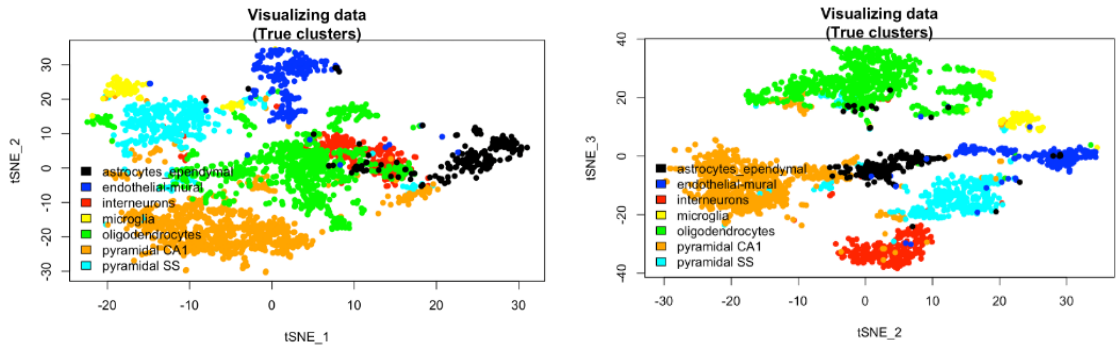 Visualizing data
(True clusters)
tSNE_2
30
20
10
0
-10
-20
-30
astrocytes_ependymal
endothelial-mural
interneurons
microglia
oligodendrocytes
pyramidal CA1
pyramidal SS
-20
-10
0
10
20
30
tSNE_1
Visualizing data
(True clusters)
tSNE_3
40
20
0
-20
-40
astrocytes_ependymal
endothelial-mural
interneurons
microglia
oligodendrocytes
pyramidal CA1
pyramidal SS
-30
-20
-10
0
10
20
30
tSNE_2